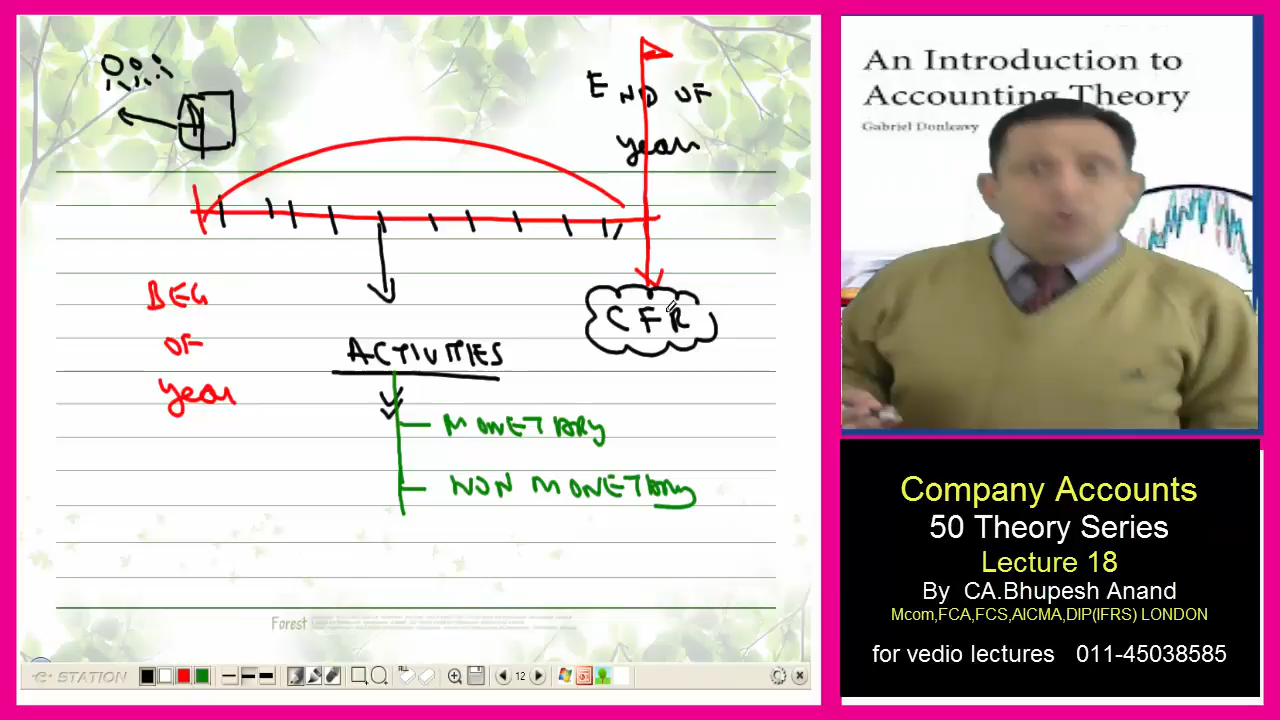 END OF
year
BEG
OF
year
ACTIVITIES
MONETARY
NON MONETARY
CFR
Forest
e-STATION
12
An Introduction to
Accounting Theory
Gabriel Donleavy
Company Accounts
50 Theory Series
Lecture 18
By CA.Bhupesh Anand
Mcom,FCA,FCS,AICMA,DIP(IFRS) LONDON
for vedio lectures 011-45038585